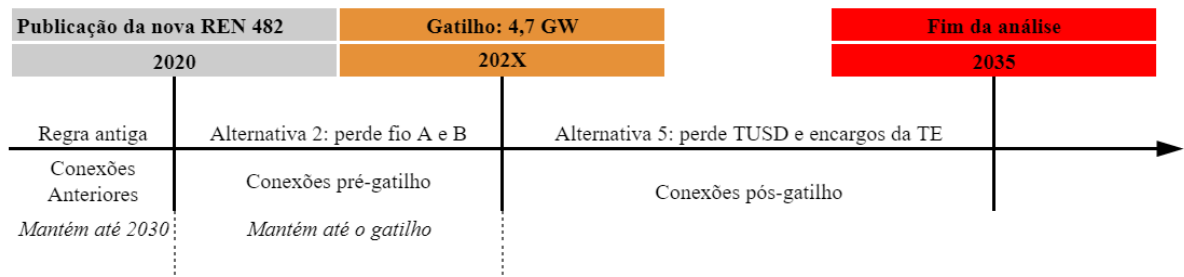 Publicação da nova REN 482
Gatilho: 4,7 GW
Fim da análise
2020
202X
2035
Regra antiga
Alternativa 2: perde fio A e B
Alternativa 5: perde TUSD e encargos da TE
Conexões
Anteriores
Conexões pré-gatilho
Conexões pós-gatilho
Mantém até 2030
Mantém até o gatilho